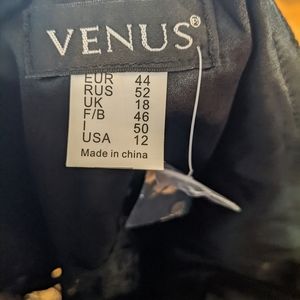 VENUS®
EUR 44
RUS 52
UK 18
F/B 46
I 50
USA 12
Made in china